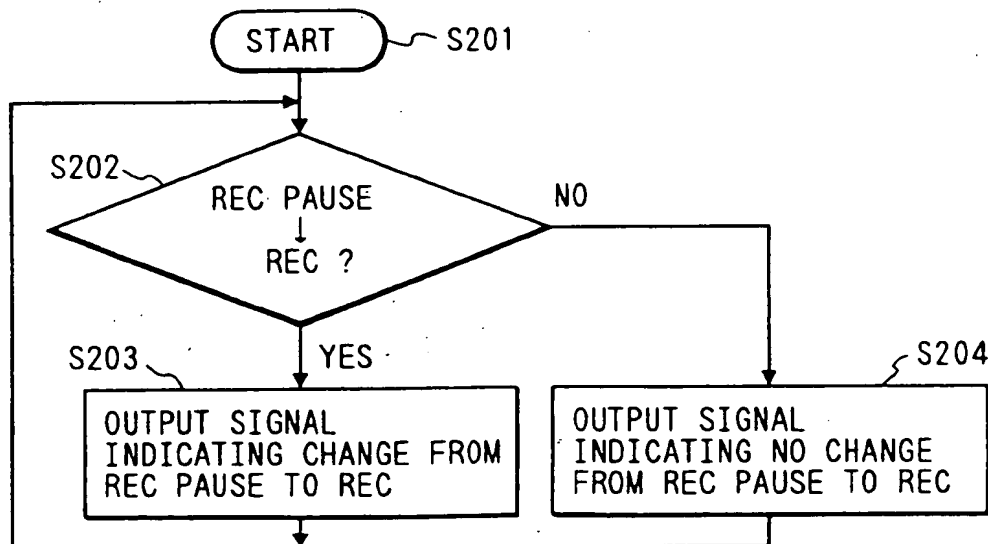 START
S201
S202
REC PAUSE
↓
REC ?
NO
YES
S203
S204
OUTPUT SIGNAL
INDICATING CHANGE FROM
REC PAUSE TO REC
OUTPUT SIGNAL
INDICATING NO CHANGE
FROM REC PAUSE TO REC